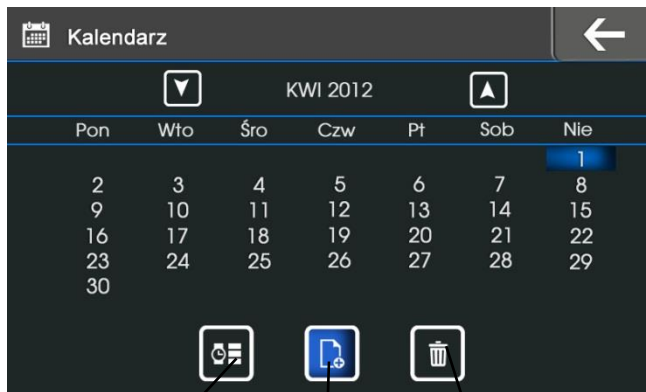 Kalendarz
KWI 2012
Pon Wto Śro Czw Pt Sob Nie
1
2 3 4 5 6 7 8
9 10 11 12 13 14 15
16 17 18 19 20 21 22
23 24 25 26 27 28 29
30